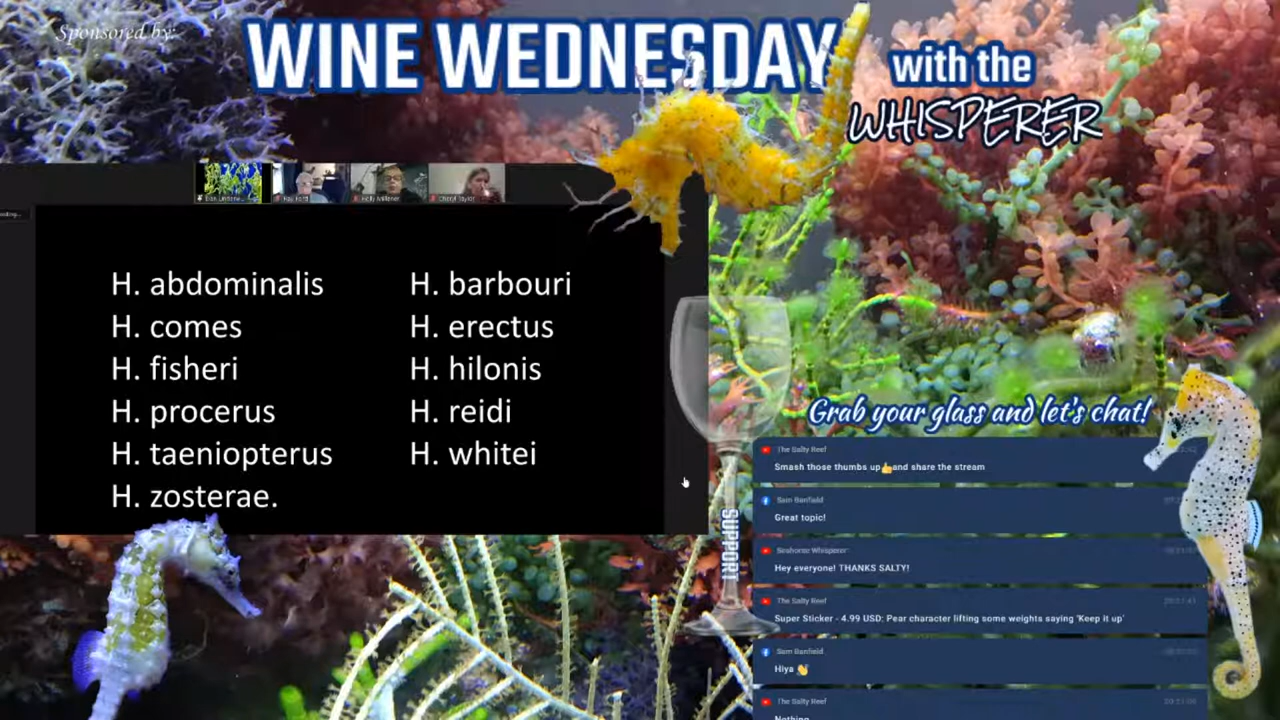 Sponsored by:
WINE WEDNESDAY
with the
WHISPERER
H. abdominalis
H. comes
H. fisheri
H. procerus
H. taeniopterus
H. zosterae.
H. barbouri
H. erectus
H. hilonis
H. reidi
H. whitei
SUPPORT
Grab your glass and let's chat!
The Salty Reef
Smash those thumbs up👍and share the stream
Sam Banfield
Great topic!
Seahorse Whisperer
Hey everyone! THANKS SALTY!
The Salty Reef
Super Sticker - 4.99 USD: Pear character lifting some weights saying 'Keep it up'
Sam Banfield
Hiya 👋
The Salty Reef
Nothing